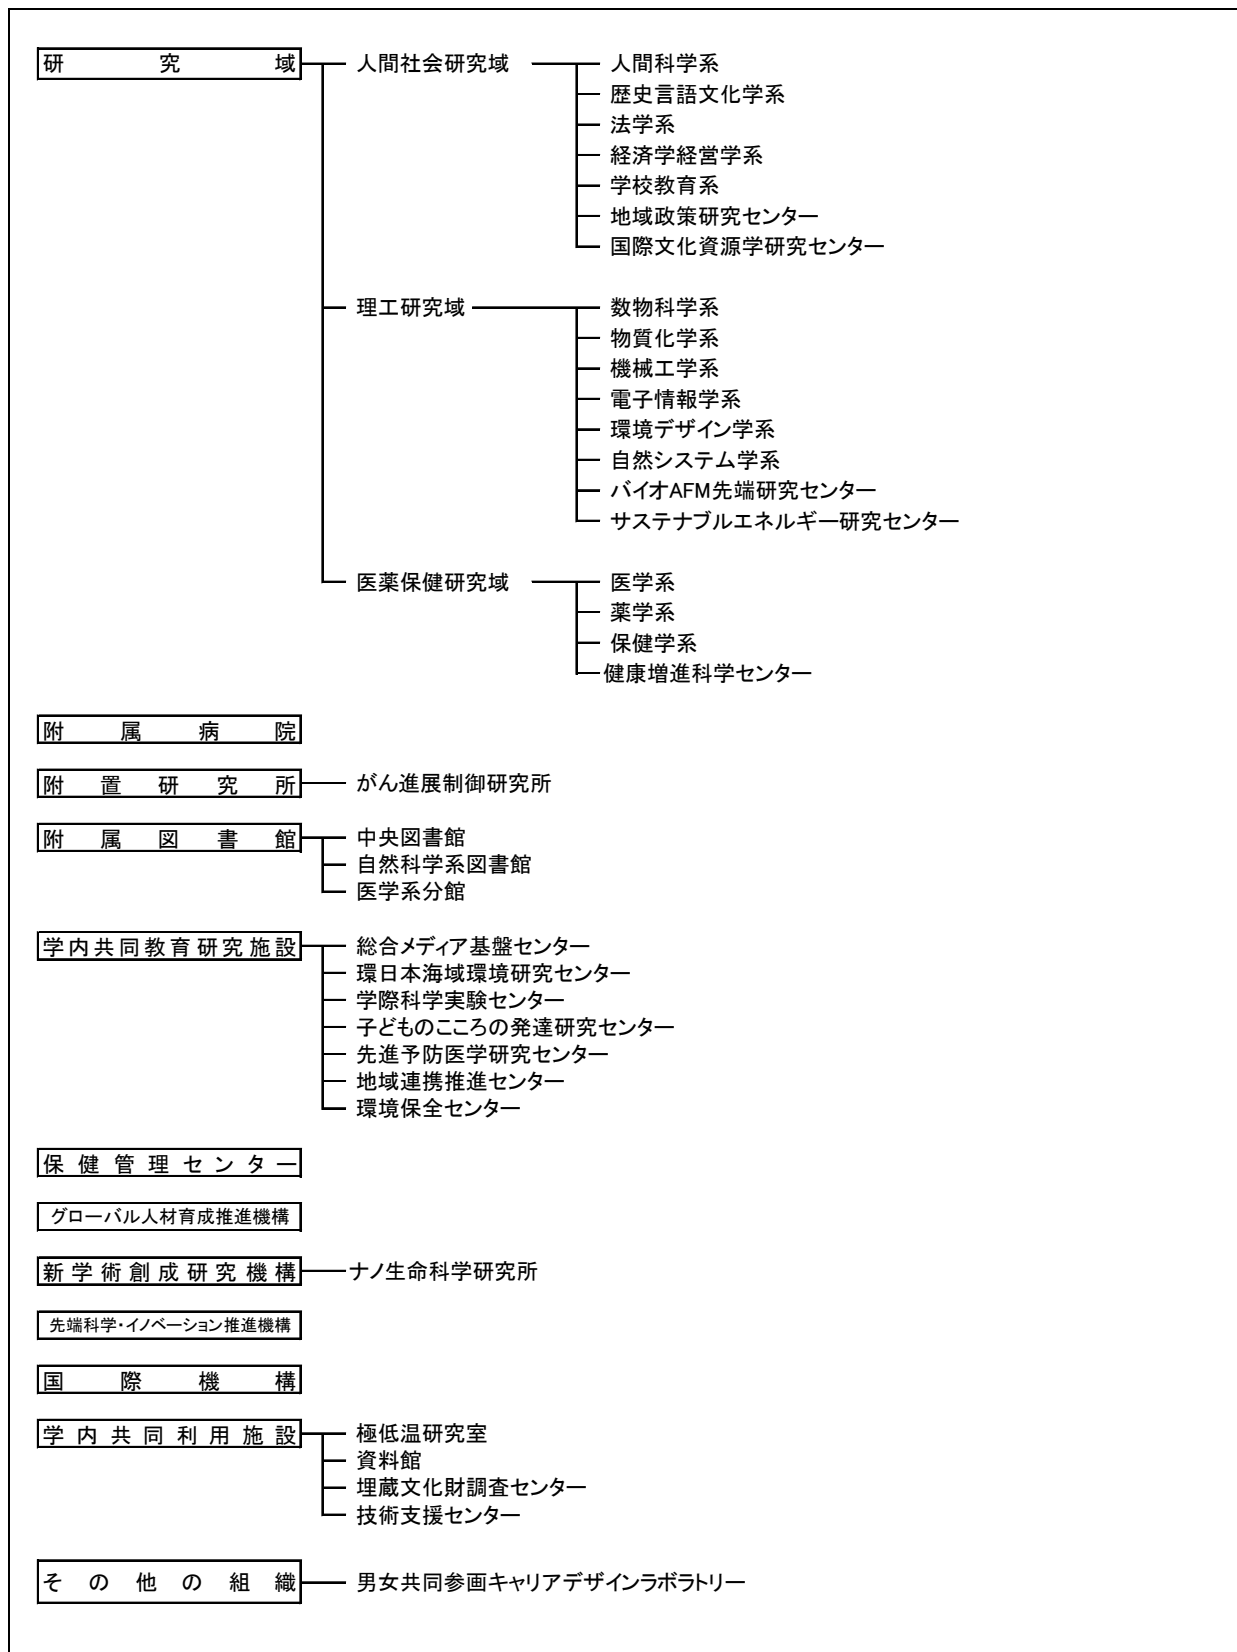 研究域 人間社会研究域 人間科学系
歴史言語文化学系
法学系
経済学経営学系
学校教育系
地域政策研究センター
国際文化資源学研究センター
理工研究域 数物科学系
物質化学系
機械工学系
電子情報学系
環境デザイン学系
自然システム学系
バイオAFM先端研究センター
サステナブルエネルギー研究センター
医薬保健研究域 医学系
薬学系
保健学系
健康増進科学センター
附属病院
附置研究所 がん進展制御研究所
附属図書館 中央図書館
自然科学系図書館
医学系分館
学内共同教育研究施設 総合メディア基盤センター
環日本海域環境研究センター
学際科学実験センター
子どものこころの発達研究センター
先進予防医学研究センター
地域連携推進センター
環境保全センター
保健管理センター
グローバル人材育成推進機構
新学術創成研究機構 ナノ生命科学研究所
先端科学・イノベーション推進機構
国際機構
学内共同利用施設 極低温研究室
資料館
埋蔵文化財調査センター
技術支援センター
その他の組織 男女共同参画キャリアデザインラボラトリー